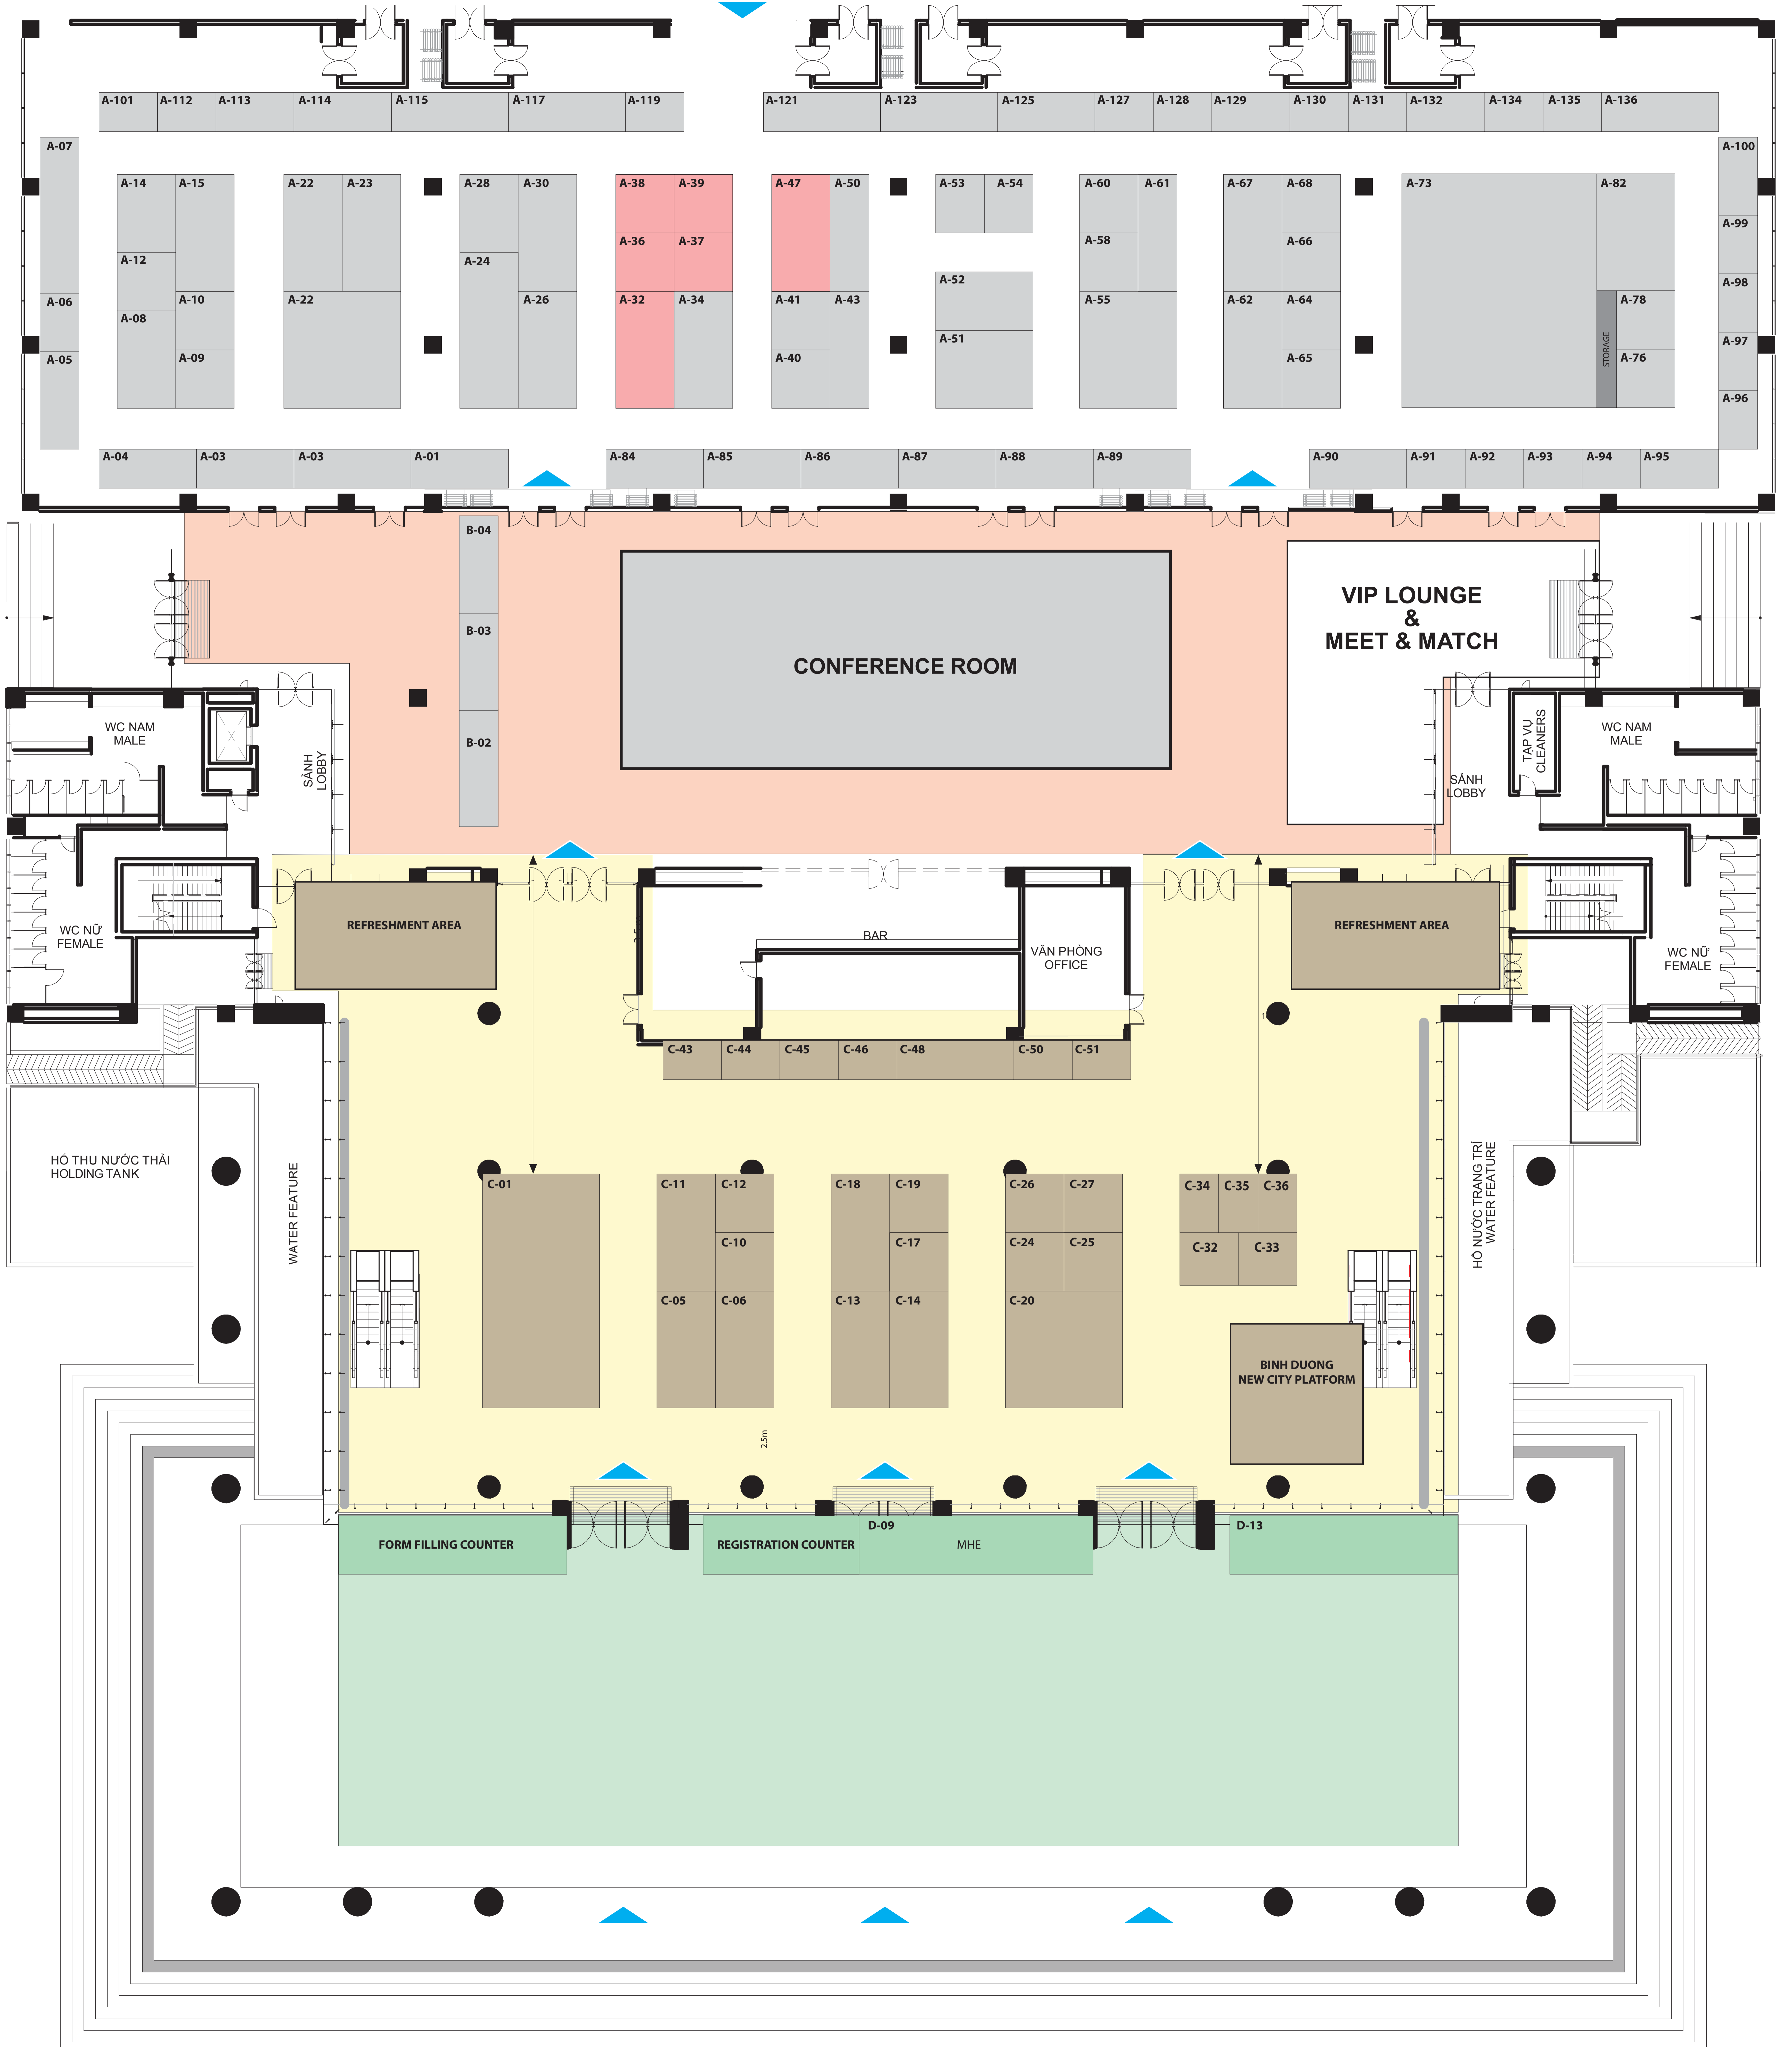 A-101
A-112
A-113
A-114
A-115
A-117
A-119
A-121
A-123
A-125
A-127
A-128
A-129
A-130
A-131
A-132
A-134
A-135
A-136
A-07
A-06
A-05
A-14
A-15
A-12
A-10
A-08
A-09
A-22
A-23
A-22
A-28
A-30
A-24
A-26
A-38
A-39
A-36
A-37
A-32
A-34
A-47
A-50
A-41
A-43
A-40
A-53
A-54
A-52
A-51
A-60
A-61
A-58
A-55
A-67
A-68
A-66
A-62
A-64
A-65
A-73
A-82
A-78
A-76
STORAGE
A-100
A-99
A-98
A-97
A-96
A-04
A-03
A-03
A-01
A-84
A-85
A-86
A-87
A-88
A-89
A-90
A-91
A-92
A-93
A-94
A-95
B-04
B-03
B-02
CONFERENCE ROOM
VIP LOUNGE
&
MEET & MATCH
WC NAM
MALE
SẢNH
LOBBY
SẢNH
LOBBY
TẠP VỤ
CLEANERS
WC NAM
MALE
WC NỮ
FEMALE
REFRESHMENT AREA
BAR
VĂN PHÒNG
OFFICE
REFRESHMENT AREA
WC NỮ
FEMALE
C-43
C-44
C-45
C-46
C-48
C-50
C-51
HỒ THU NƯỚC THẢI
HOLDING TANK
WATER FEATURE
C-01
C-11
C-12
C-10
C-05
C-06
C-18
C-19
C-17
C-13
C-14
C-26
C-27
C-24
C-25
C-20
C-34
C-35
C-36
C-32
C-33
HỒ NƯỚC TRANG TRÍ
WATER FEATURE
BINH DUONG
NEW CITY PLATFORM
2.5m
FORM FILLING COUNTER
REGISTRATION COUNTER
D-09
MHE
D-13